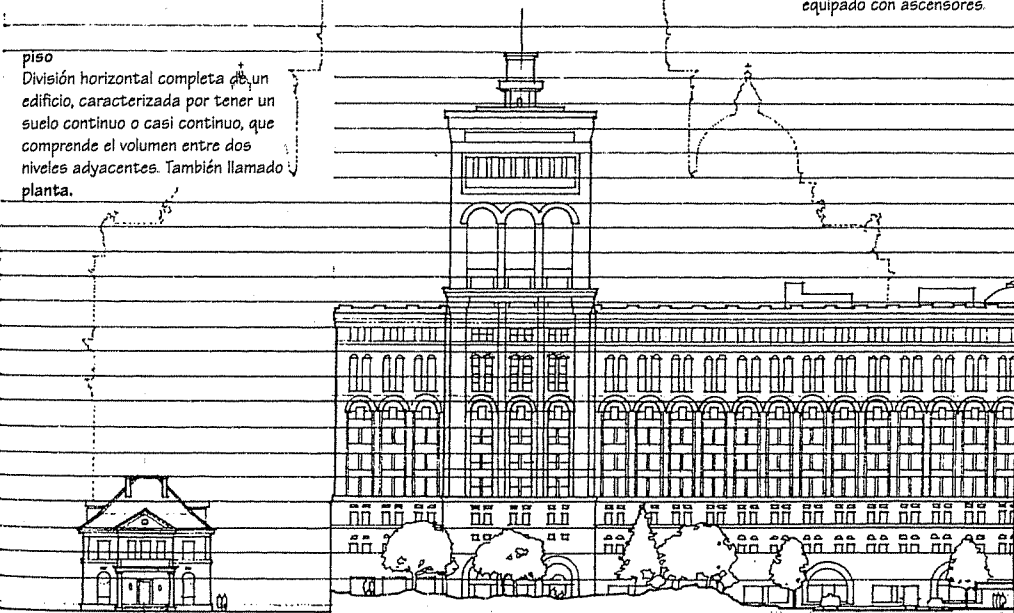 equipado con ascensores.
piso
División horizontal completa de un
edificio, caracterizada por tener un
suelo continuo o casi continuo, que
comprende el volumen entre dos
niveles adyacentes. También llamado
planta.